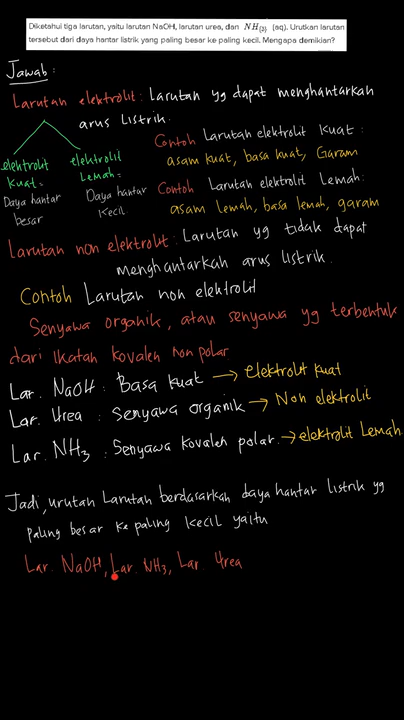 Diketahui tiga larutan, yaitu larutan NaOH, larutan urea, dan NH_(3) (aq). Urutkan larutan
tersebut dari daya hantar listrik yang paling besar ke paling kecil. Mengapa demikian?
Jawab :
Larutan elektrolit : Larutan yg dapat menghantarkan
arus Listrik.
elektrolit
Kuat =
Daya hantar
besar
elektrolit
Lemah =
Daya hantar
Kecil.
Contoh Larutan elektrolit Kuat :
asam kuat, basa kuat, Garam
Contoh Larutan elektrolit Lemah :
asam lemah, basa lemah, garam
Larutan non elektrolit : Larutan yg tidak dapat
menghantarkan arus listrik.
Contoh Larutan non elektrolit
Senyawa organik, atau senyawa yg terbentuk
dari Ikatan Kovalen non polar
Lar. NaOH : Basa kuat → elektrolit kuat
Lar. Urea : Senyawa organik → Non elektrolit
Lar. NH3 : Senyawa kovalen polar. → elektrolit Lemah
Jadi, urutan Larutan berdasarkan daya hantar listrik yg
paling besar ke paling kecil yaitu
Lar. NaOH, Lar. NH3, Lar Urea